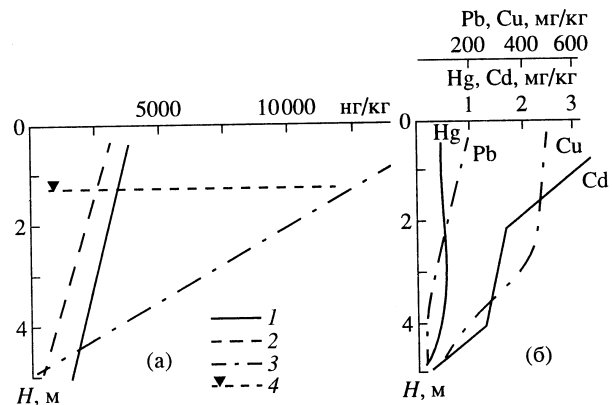 Pb, Cu, мг/кг
200 400 600
Hg, Cd, мг/кг
1 2 3
5000 10000 нг/кг
0
2
4
H, м
(а)
1
2
3
4
0
2
4
H, м
Hg
Pb
Cu
Cd
(б)